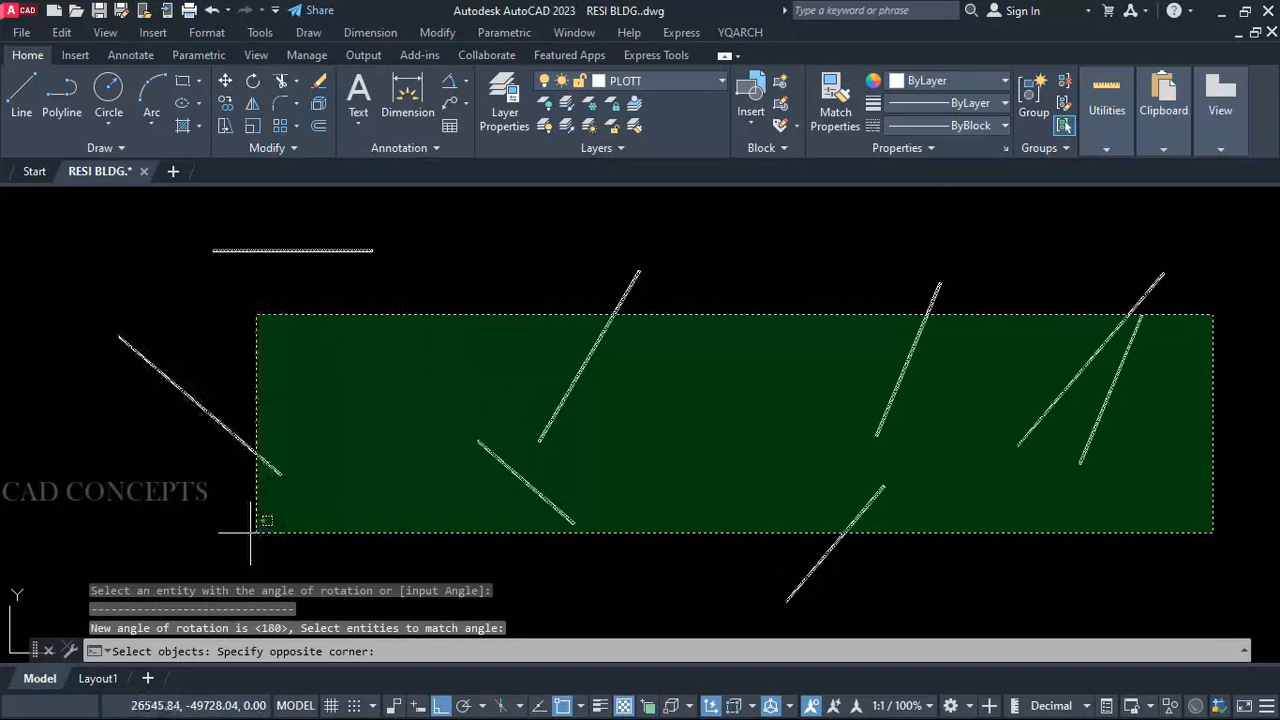 CAD Share Autodesk AutoCAD 2023 RESI BLDG..dwg Type a keyword or phrase Sign In
File Edit View Insert Format Tools Draw Dimension Modify Parametric Window Help Express YQARCH
Home Insert Annotate Parametric View Manage Output Add-ins Collaborate Featured Apps Express Tools
PLOTT ByLayer
ByLayer
ByBlock
Line Polyline Circle Arc Text Dimension Layer Properties Insert Match Properties Group Utilities Clipboard View
Draw Modify Annotation Layers Block Properties Groups
Start RESI BLDG.*
CAD CONCEPTS
Y
Select an entity with the angle of rotation or [input Angle]:
-------------------------------
New angle of rotation is <180>, Select entities to match angle:
Select objects: Specify opposite corner:
Model Layout1
26545.84, -49728.04, 0.00 MODEL 1:1 / 100% Decimal